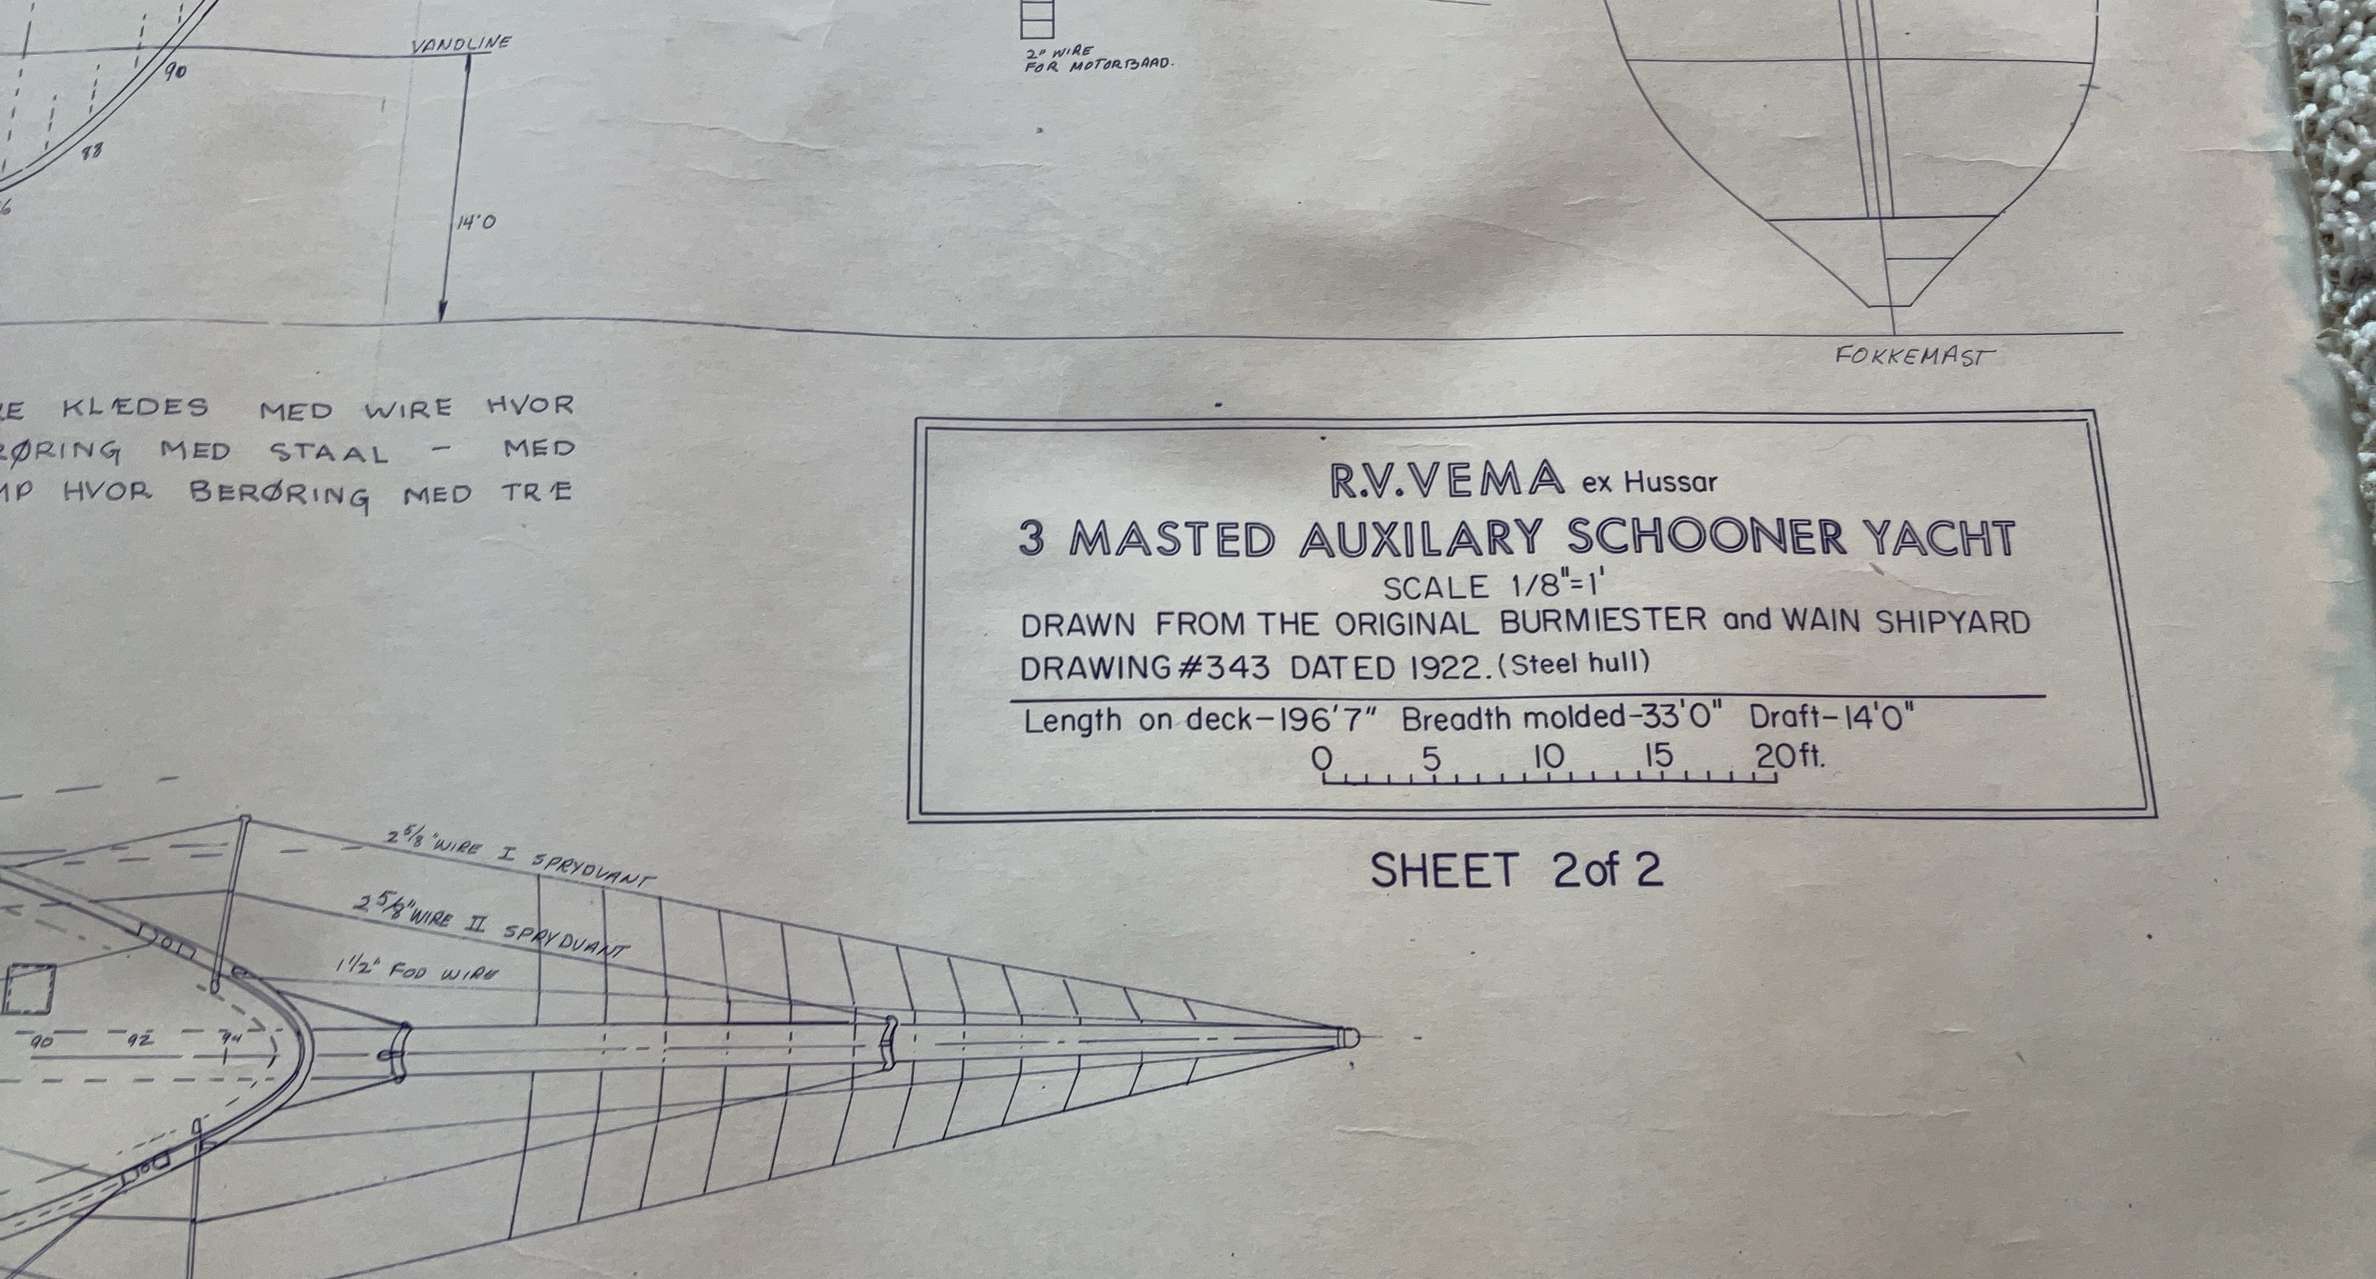 VANDLINE
90
88
14'0
2" WIRE
FOR MOTORBAAD.
FOKKEMAST
KLÆDES MED WIRE HVOR
MED STAAL - MED
HVOR BERØRING MED TRÆ
R.V. VEMA ex Hussar
3 MASTED AUXILARY SCHOONER YACHT
SCALE 1/8"=1'
DRAWN FROM THE ORIGINAL BURMIESTER and WAIN SHIPYARD
DRAWING #343 DATED 1922. (Steel hull)
Length on deck-196'7" Breadth molded-33'0" Draft-14'0"
0 5 10 15 20ft.
SHEET 2 of 2
2 5/8" WIRE I SPRYDVANT
2 5/8" WIRE II SPRYDVANT
1 1/2" FOD WIRE
90 92 94